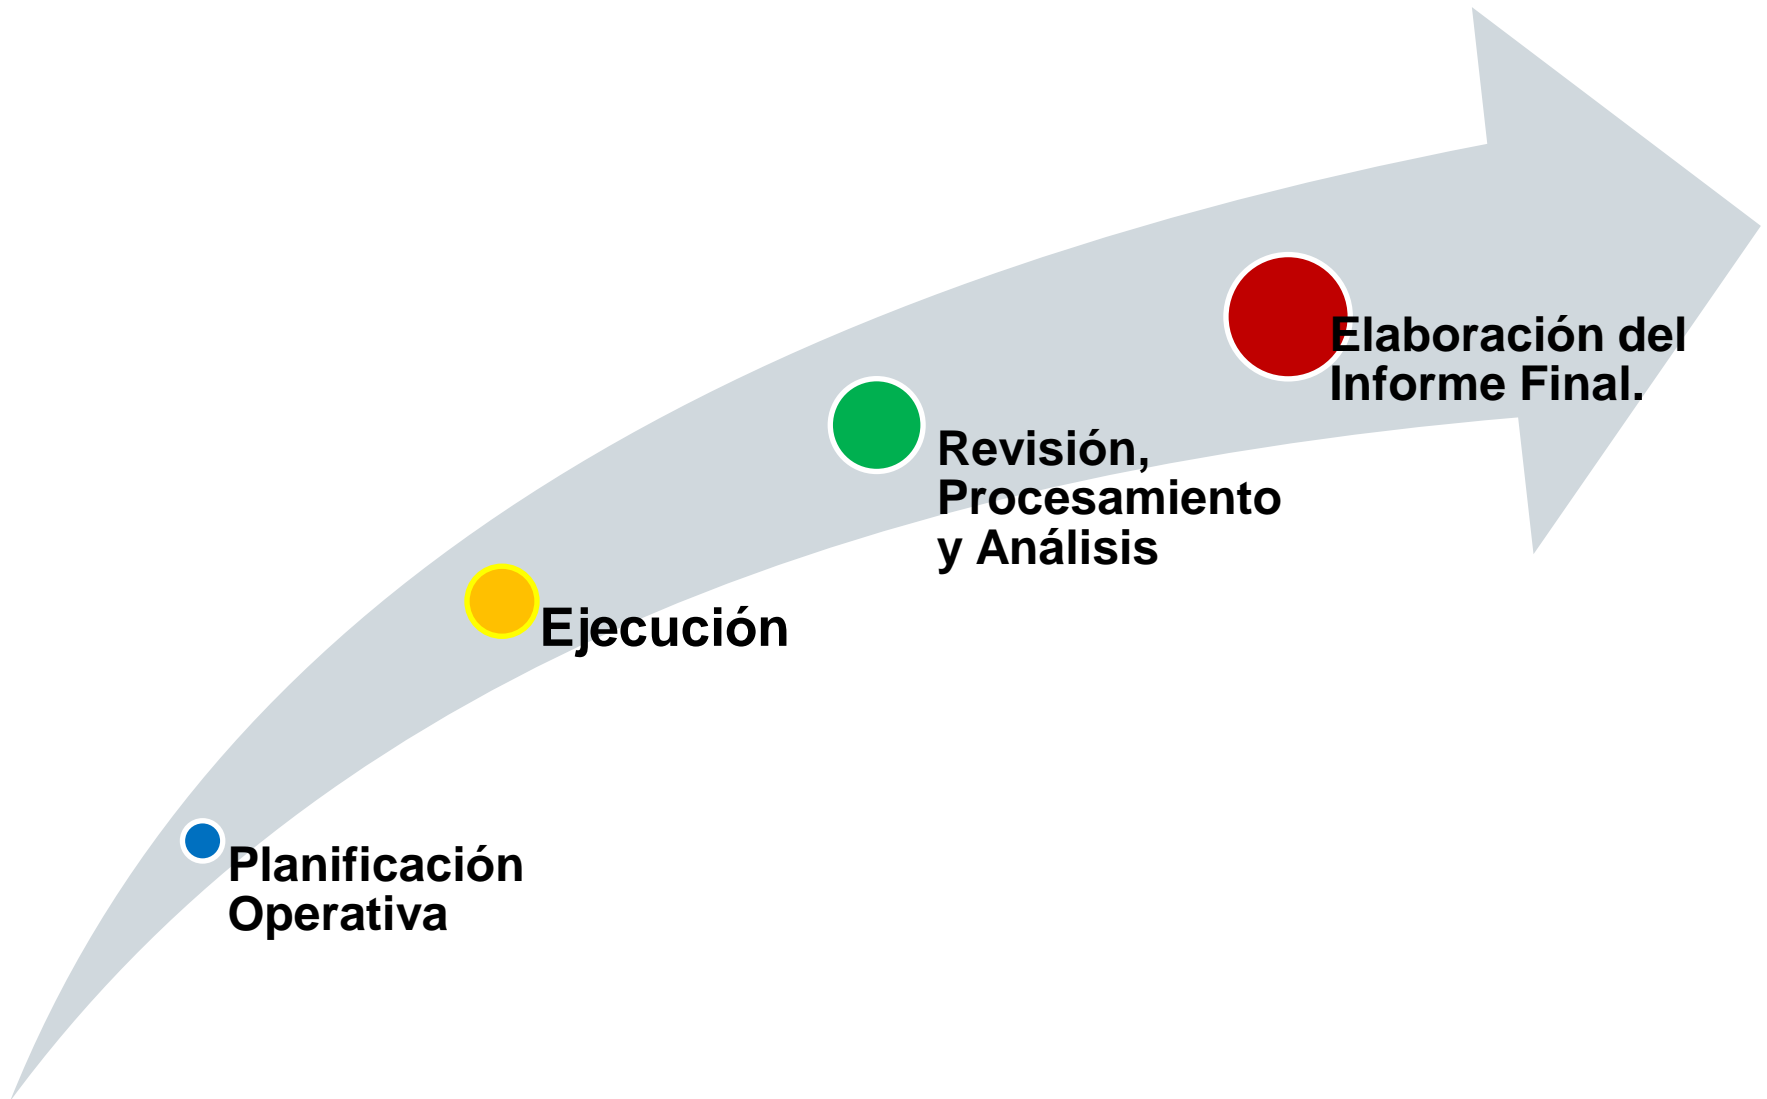 Planificación
Operativa
Ejecución
Revisión,
Procesamiento
y Análisis
Elaboración del
Informe Final.